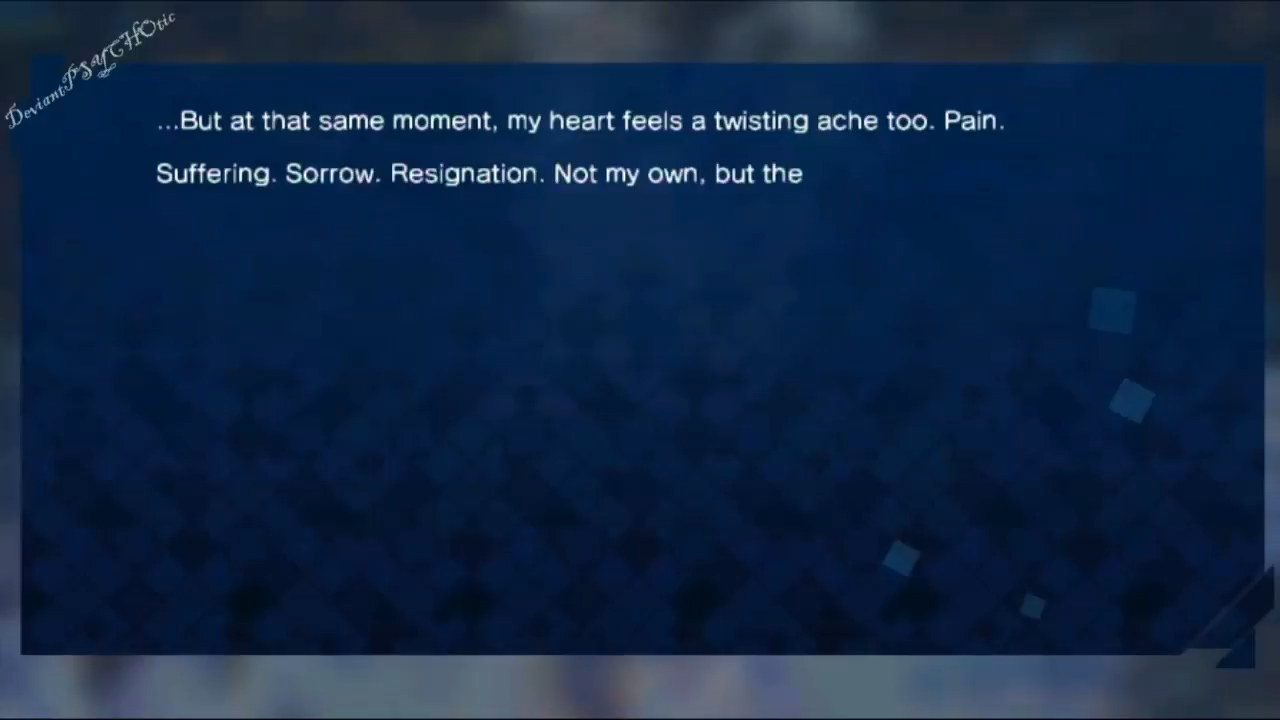 DeviantPSYCHOtic
...But at that same moment, my heart feels a twisting ache too. Pain.
Suffering. Sorrow. Resignation. Not my own, but the